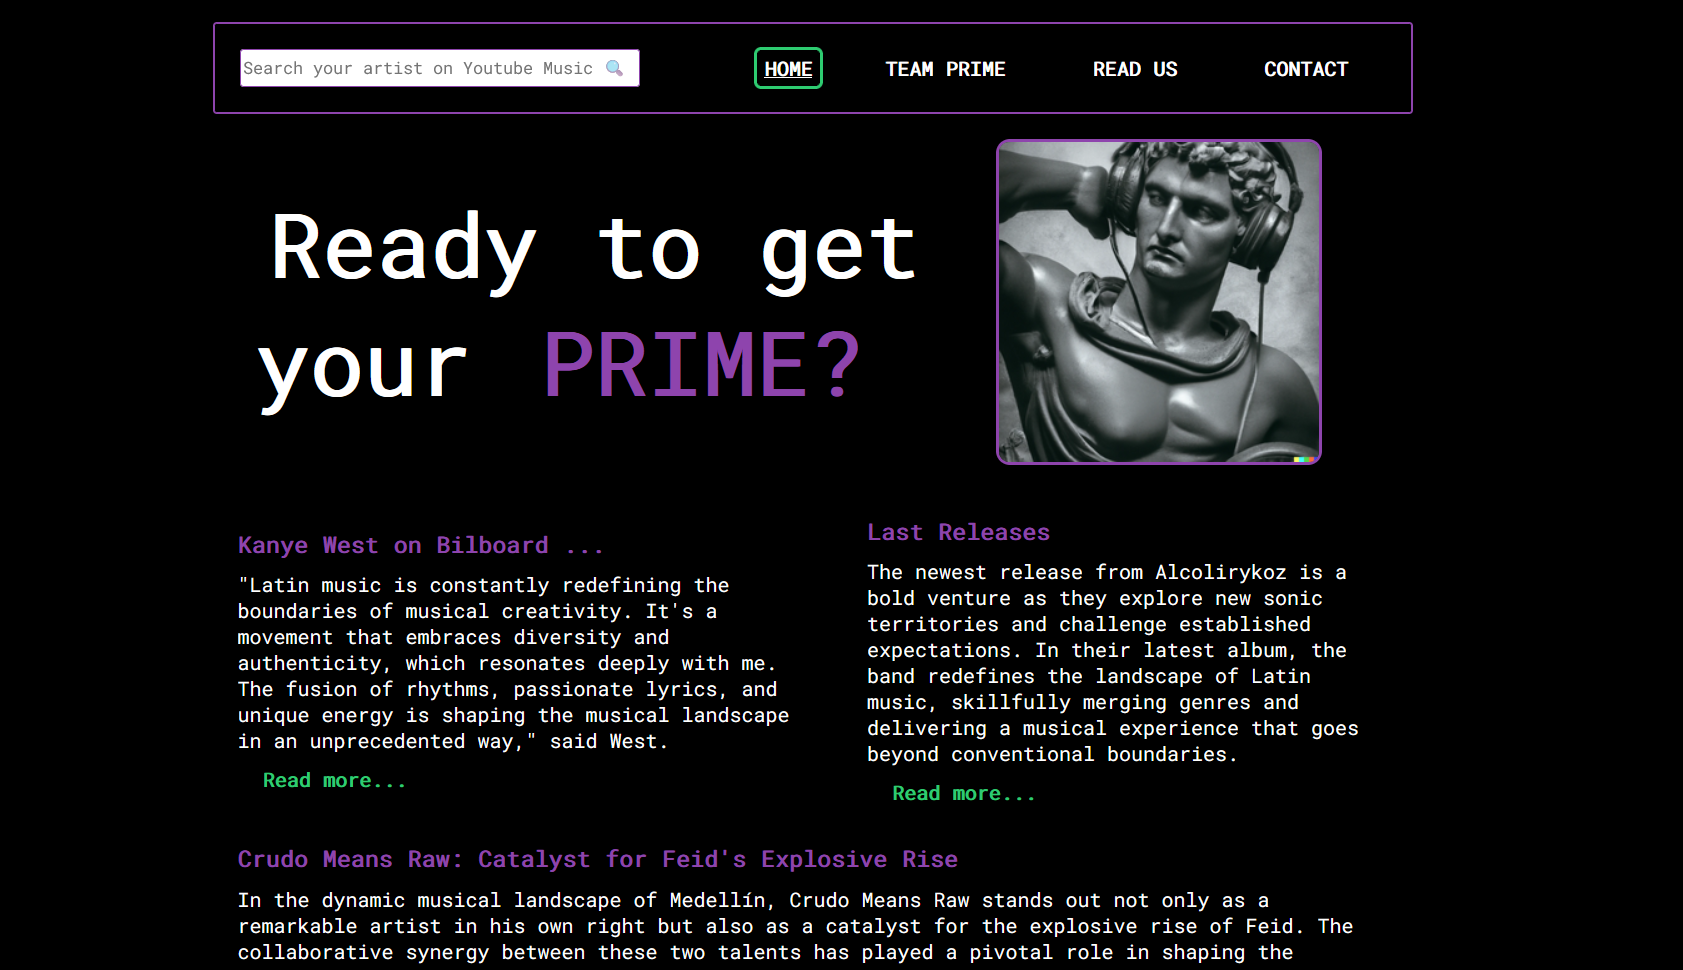 Search your artist on Youtube Music 🔍
HOME
TEAM PRIME
READ US
CONTACT
Ready to get
your PRIME?
Kanye West on Bilboard ...
"Latin music is constantly redefining the
boundaries of musical creativity. It's a
movement that embraces diversity and
authenticity, which resonates deeply with me.
The fusion of rhythms, passionate lyrics, and
unique energy is shaping the musical landscape
in an unprecedented way," said West.
Read more...
Last Releases
The newest release from Alcolirykoz is a
bold venture as they explore new sonic
territories and challenge established
expectations. In their latest album, the
band redefines the landscape of Latin
music, skillfully merging genres and
delivering a musical experience that goes
beyond conventional boundaries.
Read more...
Crudo Means Raw: Catalyst for Feid's Explosive Rise
In the dynamic musical landscape of Medellín, Crudo Means Raw stands out not only as a
remarkable artist in his own right but also as a catalyst for the explosive rise of Feid. The
collaborative synergy between these two talents has played a pivotal role in shaping the